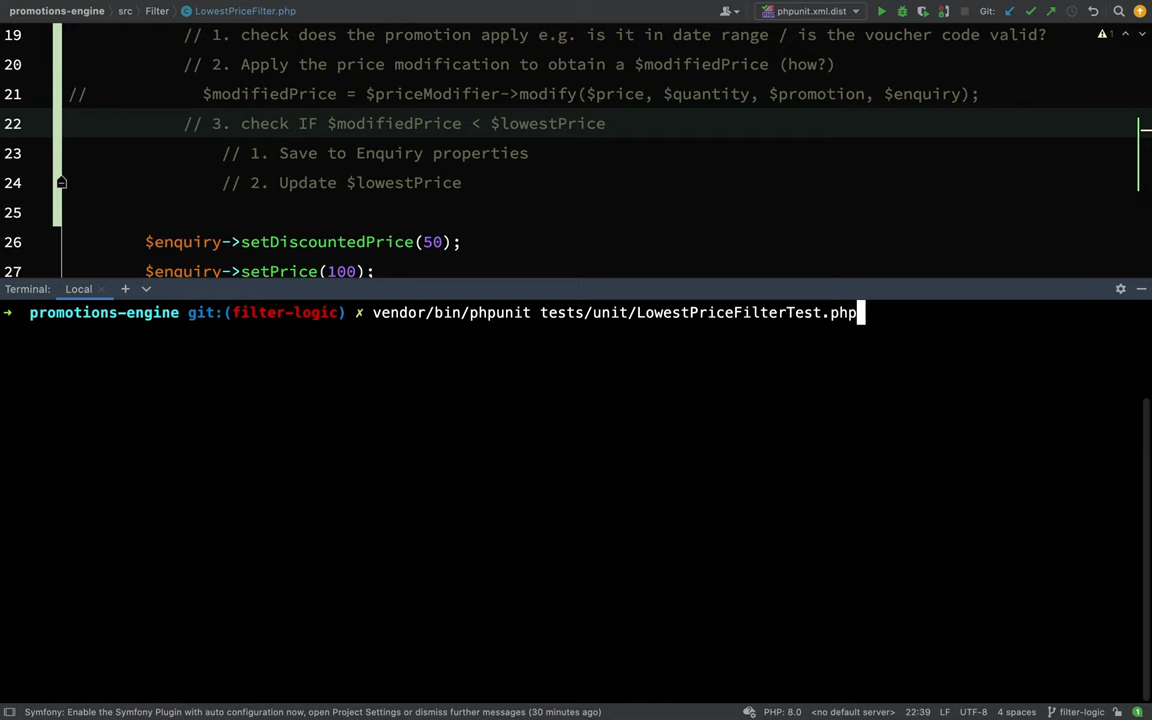 promotions-engine > src > Filter > LowestPriceFilter.php
phpunit.xml.dist
Git:
19 // 1. check does the promotion apply e.g. is it in date range / is the voucher code valid?
1
20 // 2. Apply the price modification to obtain a $modifiedPrice (how?)
21 // $modifiedPrice = $priceModifier->modify($price, $quantity, $promotion, $enquiry);
22 // 3. check IF $modifiedPrice < $lowestPrice
23 // 1. Save to Enquiry properties
24 // 2. Update $lowestPrice
25
26 $enquiry->setDiscountedPrice(50);
27 $enquiry->setPrice(100);
Terminal: Local × +
→ promotions-engine git:(filter-logic) ✗ vendor/bin/phpunit tests/unit/LowestPriceFilterTest.php
Symfony: Enable the Symfony Plugin with auto configuration now, open Project Settings or dismiss further messages (30 minutes ago)
PHP: 8.0 <no default server> 22:39 LF UTF-8 4 spaces filter-logic 1